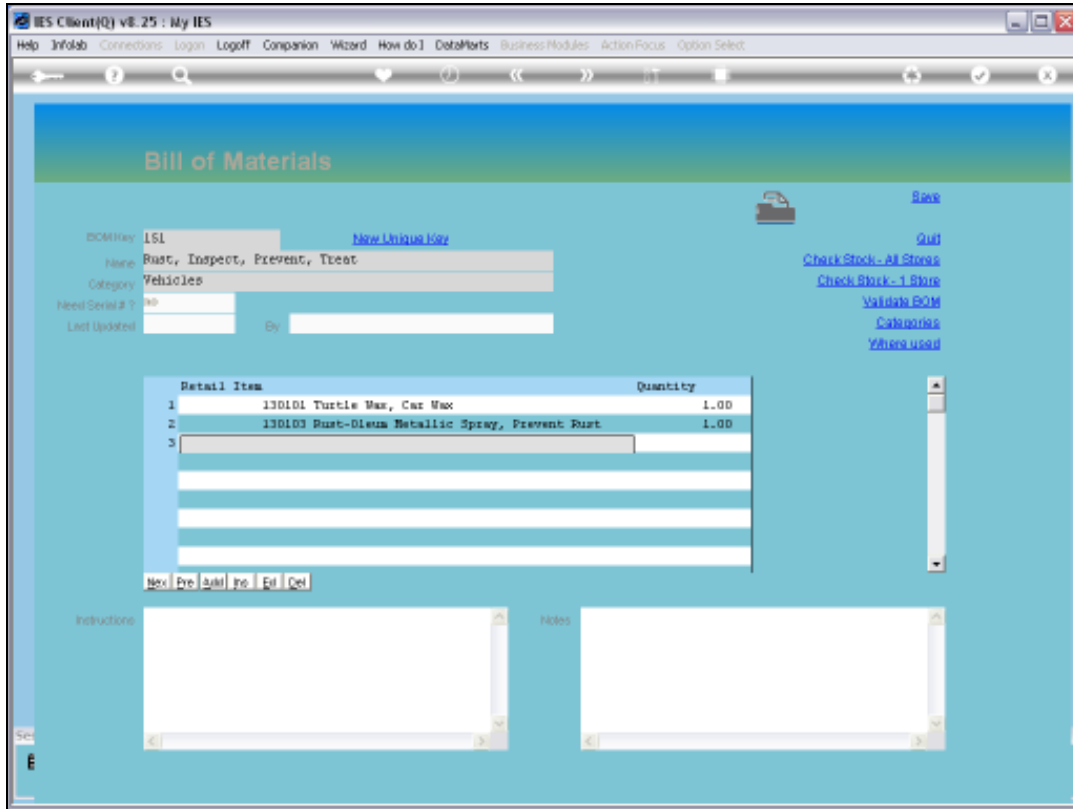 IES Client(Q) v8.25 : My IES
Help Infolab Connections Logon Logoff Companion Wizard How do I DataMarts Business Modules Action Focus Option Select
Bill of Materials
Save
BOM Key 151 New Unique Key Quit
Name Rust, Inspect, Prevent, Treat Check Stock - All Stores
Category Vehicles Check Stock - 1 Store
Need Serial # ? no Validate BOM
Last Updated By Categories
Where used
Retail Item Quantity
1 130101 Turtle Wax, Car Wax 1.00
2 130103 Rust-Oleum Metallic Spray, Prevent Rust 1.00
3
Nex Pre Add Ins Ed Del
Instructions Notes
Se